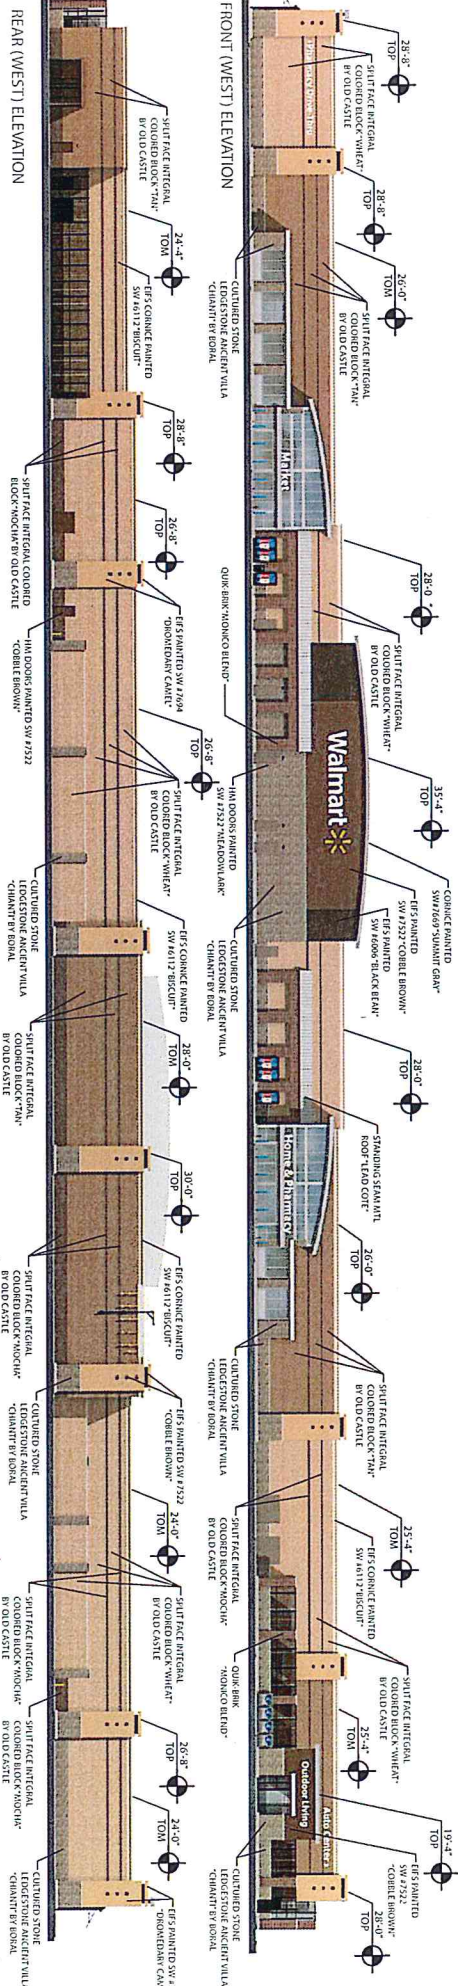 28'-8"
TOP
SPLIT FACE INTEGRAL
COLORED BLOCK "WHEAT"
BY OLD CASTLE
28'-8"
TOP
26'-0"
TOM
SPLIT FACE INTEGRAL
COLORED BLOCK "TAN"
BY OLD CASTLE
28'-0"
TOP
SPLIT FACE INTEGRAL
COLORED BLOCK "WHEAT"
BY OLD CASTLE
35'-4"
TOP
CORNICE PAINTED
SW #7669 "SUMMIT GRAY"
EIFS PAINTED
SW #7522 "COBBLE BROWN"
EIFS PAINTED
SW #6006 "BLACK BEAN"
28'-0"
TOP
STANDING SEAM MTL
ROOF "LEAD COTE"
26'-0"
TOP
SPLIT FACE INTEGRAL
COLORED BLOCK "TAN"
BY OLD CASTLE
25'-4"
TOM
EIFS CORNICE PAINTED
SW #6112 "BISCUIT"
SPLIT FACE INTEGRAL
COLORED BLOCK "WHEAT"
BY OLD CASTLE
25'-4"
TOM
19'-4"
TOP
EIFS PAINTED
SW #752
"COBBLE BROWN"
28'-0"
TOP
Market
Walmart
Home & Pharmacy
Outdoor Living
Auto Center
FRONT (WEST) ELEVATION
CULTURED STONE
LEDGESTONE ANCIENT VILLA
"CHIANTI" BY BORAL
QUIK-BRIK "MONICO BLEND"
HM DOORS PAINTED
SW #7522 "MEADOWLARK"
CULTURED STONE
LEDGESTONE ANCIENT VILLA
"CHIANTI" BY BORAL
CULTURED STONE
LEDGESTONE ANCIENT VILLA
"CHIANTI" BY BORAL
SPLIT FACE INTEGRAL
COLORED BLOCK "MOCHA"
BY OLD CASTLE
QUIK-BRIK
"MONICO BLEND"
CULTURED STONE
LEDGESTONE ANCIENT VILLA
"CHIANTI" BY BORAL
SPLIT FACE INTEGRAL
COLORED BLOCK "TAN"
BY OLD CASTLE
24'-4"
TOM
EIFS CORNICE PAINTED
SW #6112 "BISCUIT"
28'-8"
TOP
26'-8"
TOP
EIFS PAINTED SW #7694
"DROMEDARY CAMEL"
26'-8"
TOP
SPLIT FACE INTEGRAL
COLORED BLOCK "WHEAT"
BY OLD CASTLE
EIFS CORNICE PAINTED
SW #6112 "BISCUIT"
28'-0"
TOM
30'-0"
TOP
EIFS CORNICE PAINTED
SW #6112 "BISCUIT"
EIFS PAINTED SW #7522
"COBBLE BROWN"
24'-0"
TOM
SPLIT FACE INTEGRAL
COLORED BLOCK "WHEAT"
BY OLD CASTLE
26'-8"
TOP
24'-0"
TOM
EIFS PAINTED SW #
"DROMEDARY CAM
REAR (WEST) ELEVATION
SPLIT FACE INTEGRAL COLORED
BLOCK "MOCHA" BY OLD CASTLE
HM DOORS PAINTED SW #7522
"COBBLE BROWN"
CULTURED STONE
LEDGESTONE ANCIENT VILLA
"CHIANTI" BY BORAL
SPLIT FACE INTEGRAL
COLORED BLOCK "TAN"
BY OLD CASTLE
SPLIT FACE INTEGRAL
COLORED BLOCK "MOCHA"
BY OLD CASTLE
CULTURED STONE
LEDGESTONE ANCIENT VILLA
"CHIANTI" BY BORAL
SPLIT FACE INTEGRAL
COLORED BLOCK "MOCHA"
BY OLD CASTLE
SPLIT FACE INTEGRAL
COLORED BLOCK "MOCHA"
BY OLD CASTLE
CULTURED STONE
LEDGESTONE ANCIENT VILL
"CHIANTI" BY BORAL